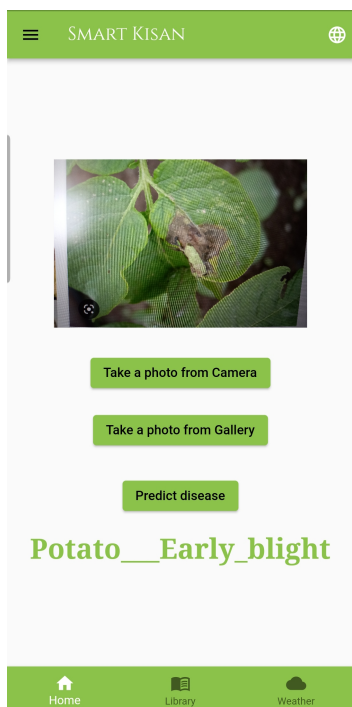 Smart Kisan
Take a photo from Camera
Take a photo from Gallery
Predict disease
Potato___Early_blight
Home
Library
Weather